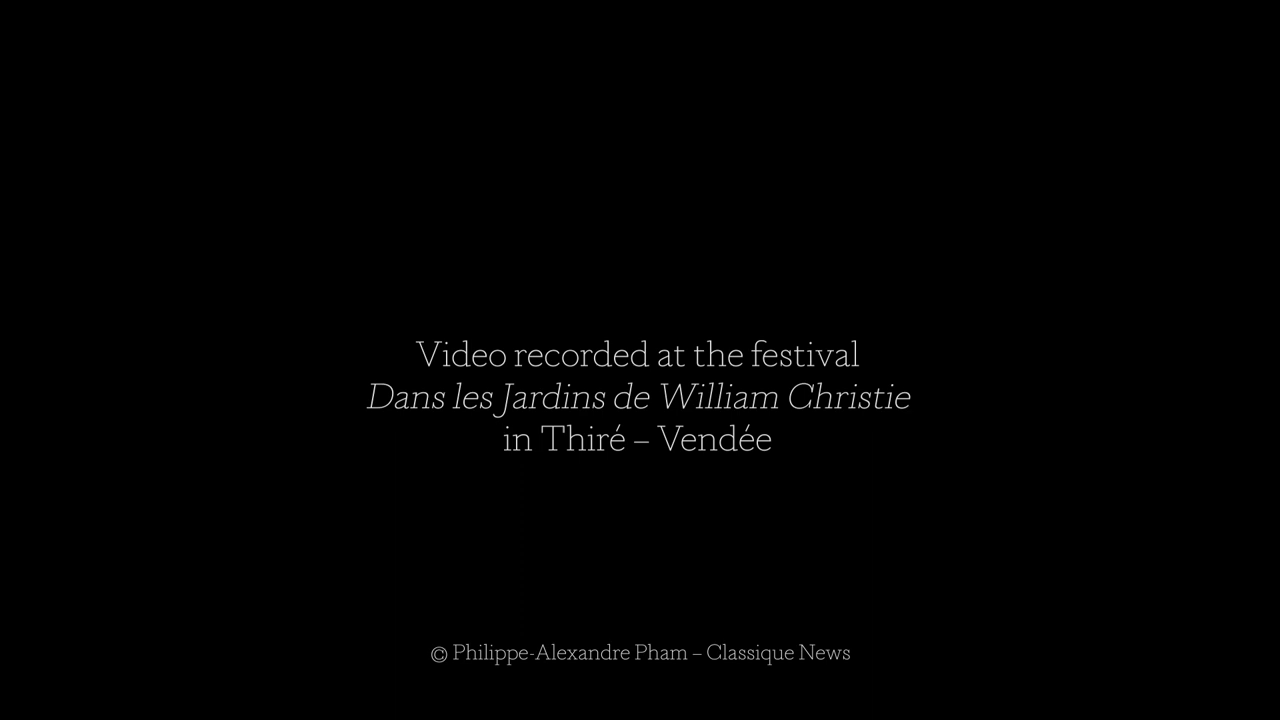 Video recorded at the festival
Dans les Jardins de William Christie
in Thiré – Vendée
© Philippe-Alexandre Pham – Classique News